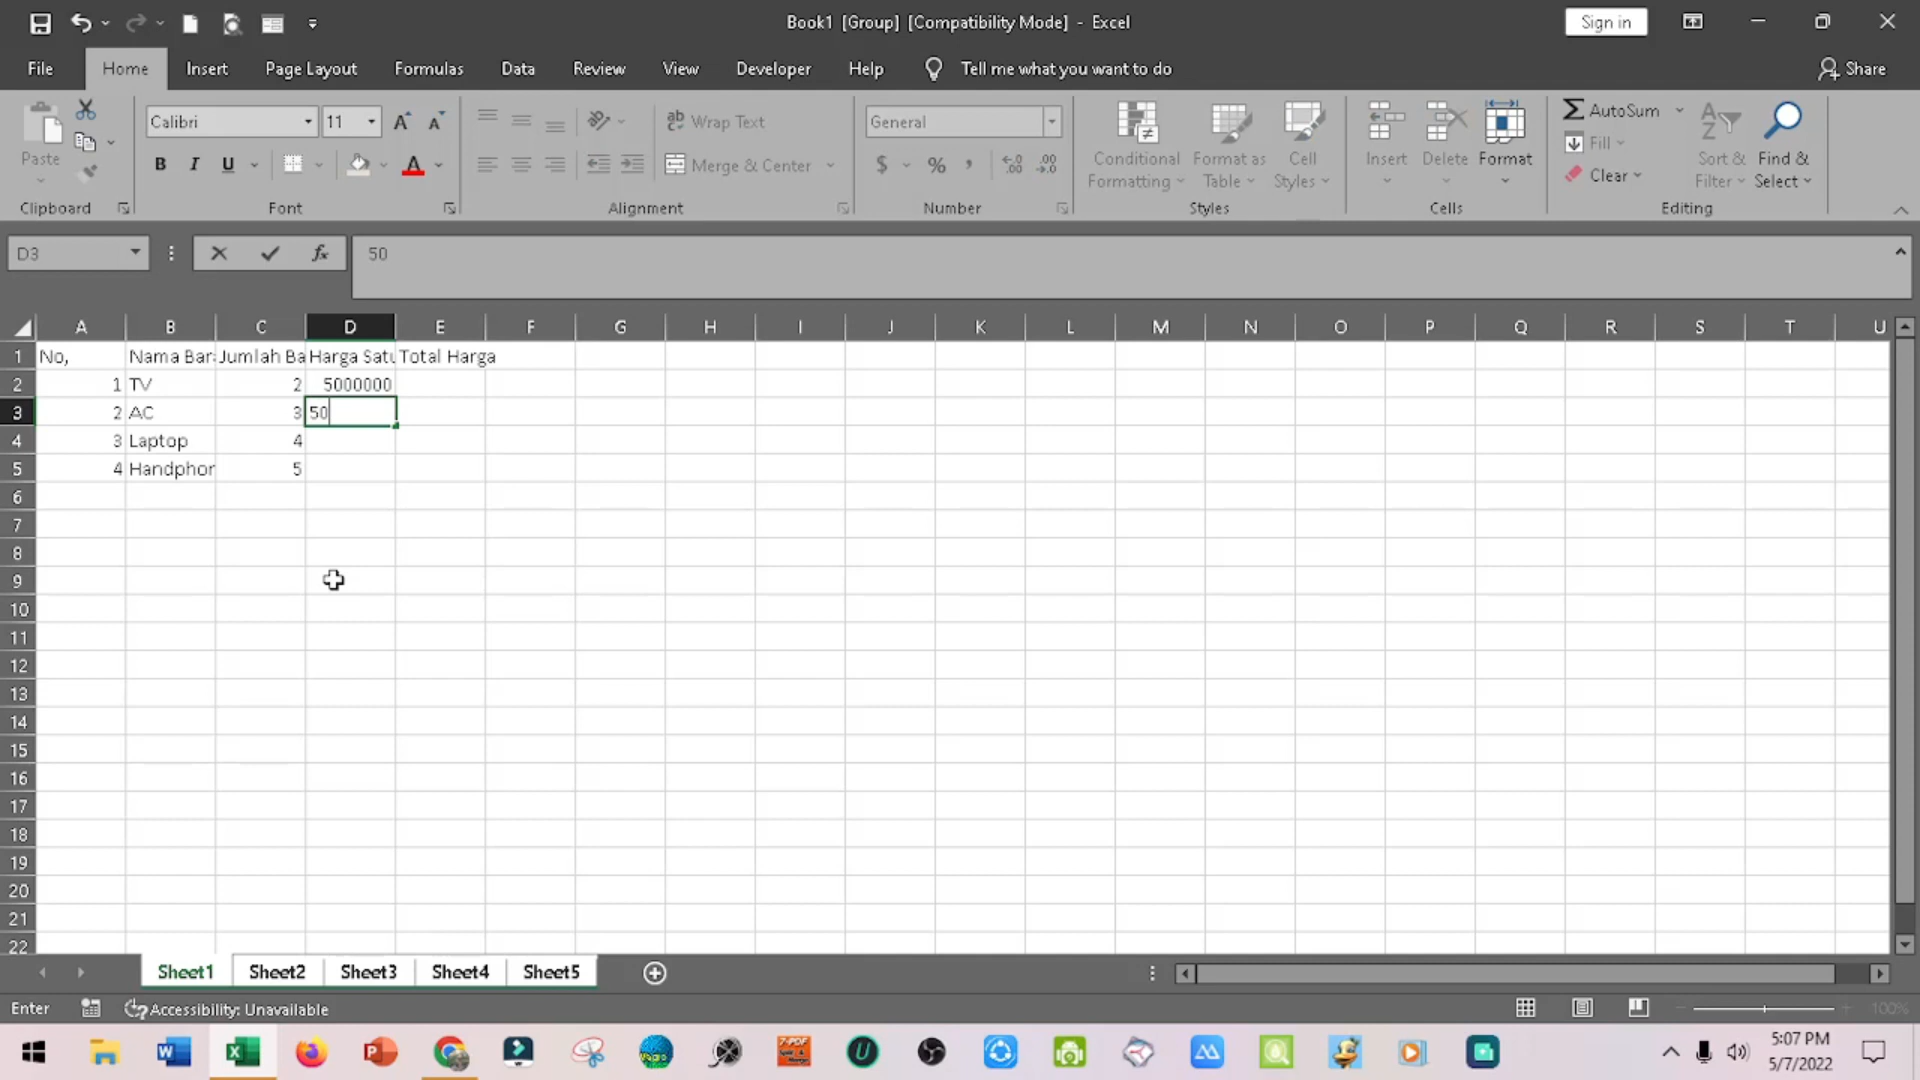 Book1 [Group] [Compatibility Mode] - Excel
Sign in
File Home Insert Page Layout Formulas Data Review View Developer Help Tell me what you want to do Share
Paste
Clipboard
Calibri 11
B I U
Font
Wrap Text
Merge & Center
Alignment
General
$ % ,
Number
Conditional Formatting
Format as Table
Cell Styles
Styles
Insert Delete Format
Cells
AutoSum
Fill
Clear
Sort & Filter
Find & Select
Editing
D3 fx 50
A B C D E F G H I J K L M N O P Q R S T U
1 No, Nama Bar Jumlah Ba Harga Satu Total Harga
2 1 TV 2 5000000
3 2 AC 3 50
4 3 Laptop 4
5 4 Handphor 5
6
7
8
9
10
11
12
13
14
15
16
17
18
19
20
21
22
Sheet1 Sheet2 Sheet3 Sheet4 Sheet5
Enter Accessibility: Unavailable 100%
5:07 PM
5/7/2022